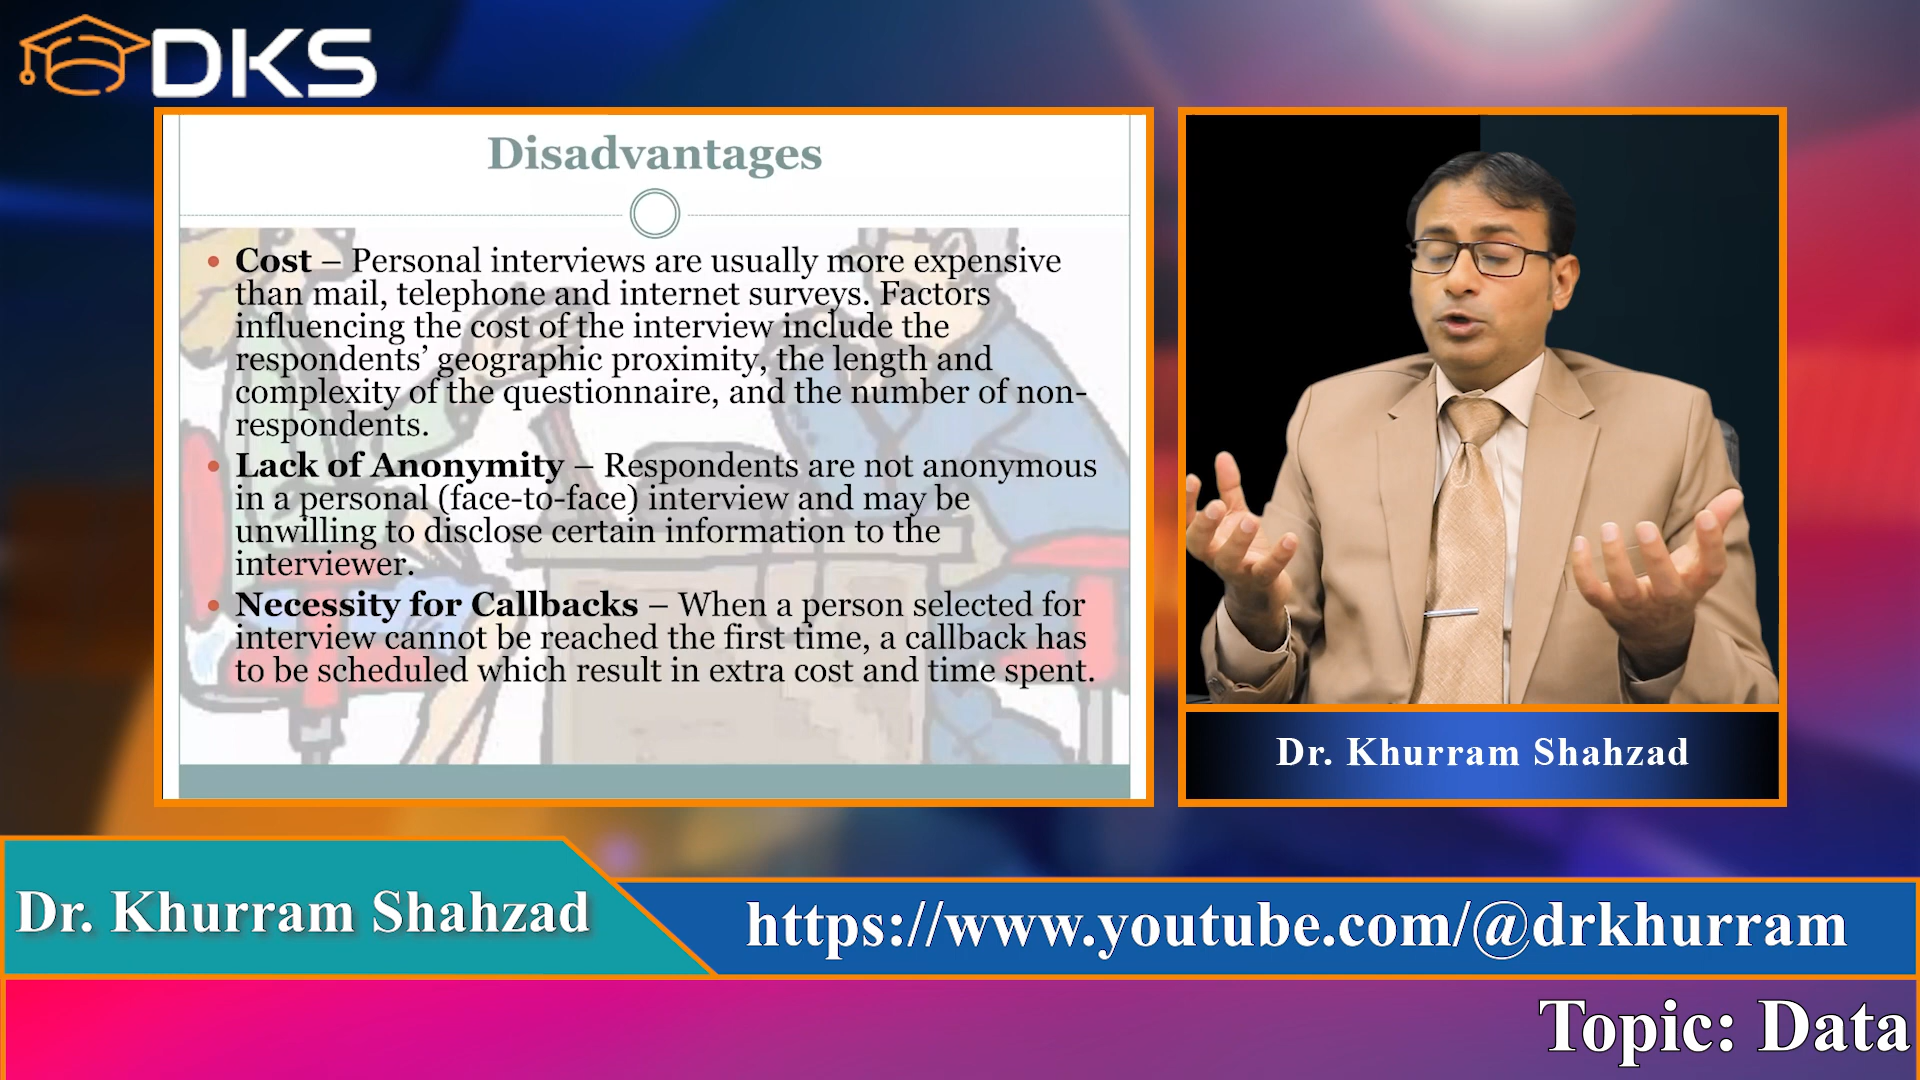 DKS
Disadvantages
• Cost – Personal interviews are usually more expensive
than mail, telephone and internet surveys. Factors
influencing the cost of the interview include the
respondents’ geographic proximity, the length and
complexity of the questionnaire, and the number of non-
respondents.
• Lack of Anonymity – Respondents are not anonymous
in a personal (face-to-face) interview and may be
unwilling to disclose certain information to the
interviewer.
• Necessity for Callbacks – When a person selected for
interview cannot be reached the first time, a callback has
to be scheduled which result in extra cost and time spent.
Dr. Khurram Shahzad
Dr. Khurram Shahzad
https://www.youtube.com/@drkhurram
Topic: Data